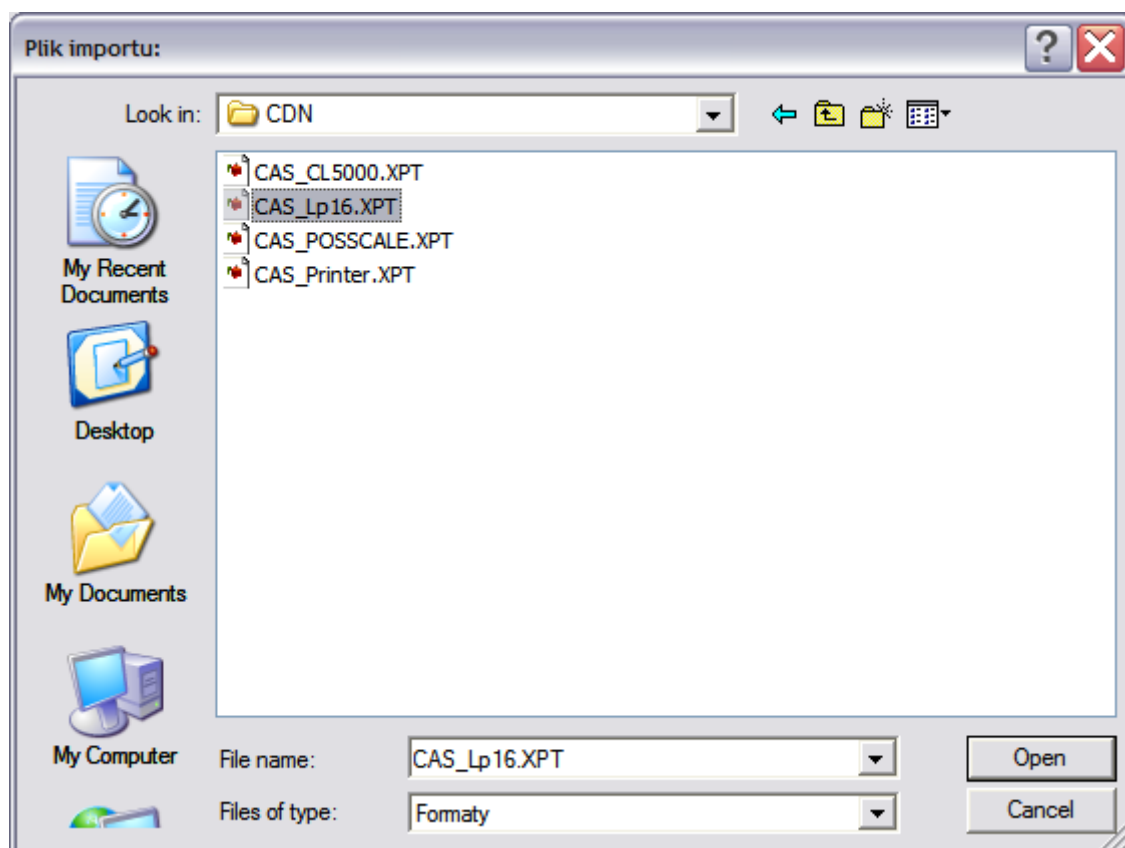 Plik importu:
Look in: CDN
CAS_CL5000.XPT
CAS_Lp16.XPT
CAS_POSSCALE.XPT
CAS_Printer.XPT
My Recent
Documents
Desktop
My Documents
My Computer
File name: CAS_Lp16.XPT Open
Files of type: Formaty Cancel